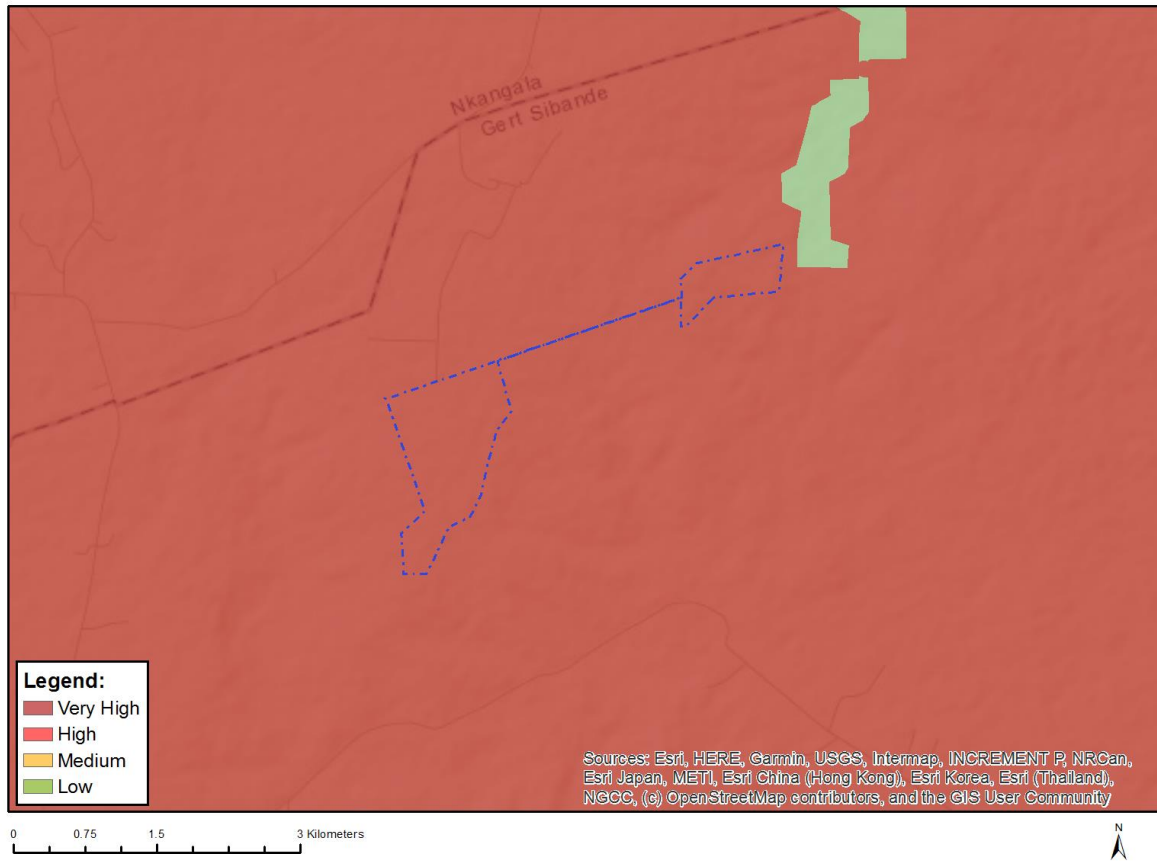 Nkangala
Gert Sibande
Legend:
Very High
High
Medium
Low
Sources: Esri, HERE, Garmin, USGS, Intermap, INCREMENT P, NRCan,
Esri Japan, METI, Esri China (Hong Kong), Esri Korea, Esri (Thailand),
NGCC, (c) OpenStreetMap contributors, and the GIS User Community
0 0.75 1.5 3 Kilometers
N